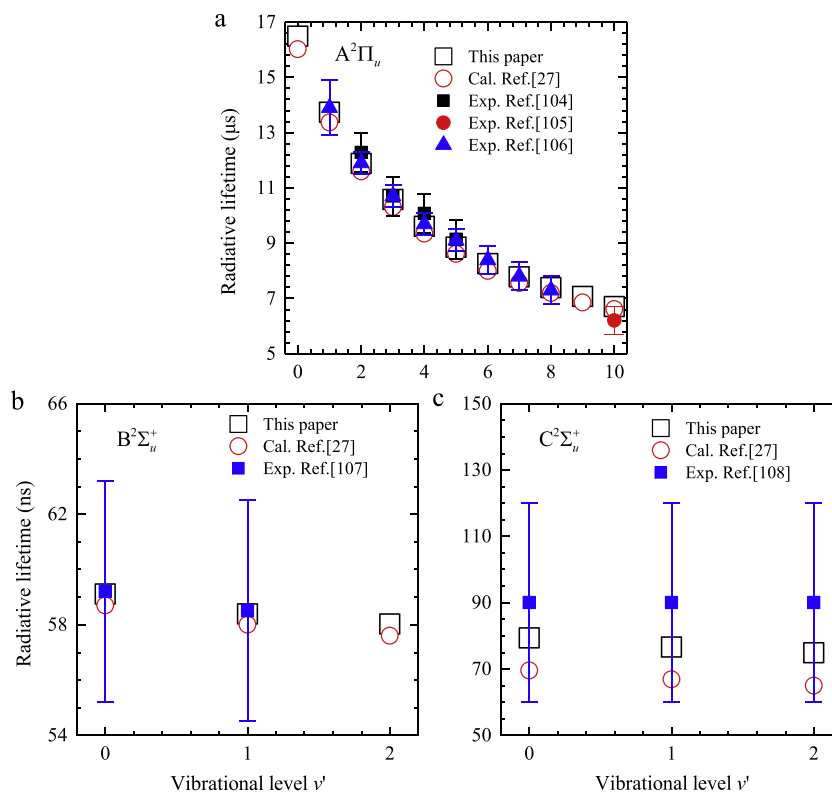 a
17
15
13
11
9
7
5
Radiative lifetime (μs)
A²Πᵤ
This paper
Cal. Ref.[27]
Exp. Ref.[104]
Exp. Ref.[105]
Exp. Ref.[106]
0 2 4 6 8 10
b
66
62
58
54
Radiative lifetime (ns)
B²Σᵤ⁺
This paper
Cal. Ref.[27]
Exp. Ref.[107]
0 1 2
Vibrational level v'
c
150
130
110
90
70
50
C²Σᵤ⁺
This paper
Cal. Ref.[27]
Exp. Ref.[108]
0 1 2
Vibrational level v'